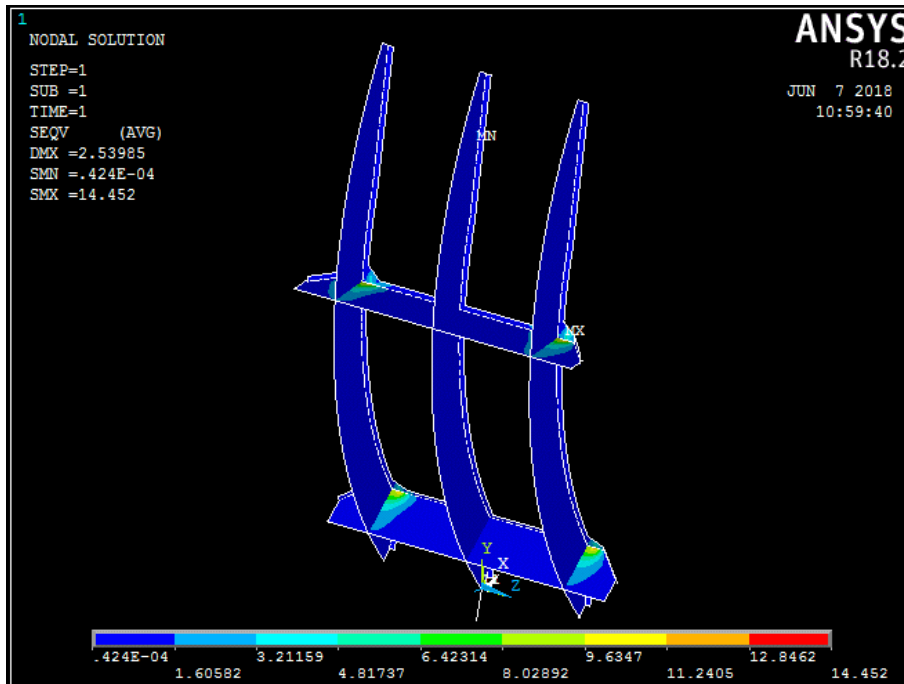 1
NODAL SOLUTION
STEP=1
SUB =1
TIME=1
SEQV (AVG)
DMX =2.53985
SMN =.424E-04
SMX =14.452
ANSYS
R18.2
JUN 7 2018
10:59:40
MN
MX
Y
X
Z
.424E-04 3.21159 6.42314 9.6347 12.8462
1.60582 4.81737 8.02892 11.2405 14.452